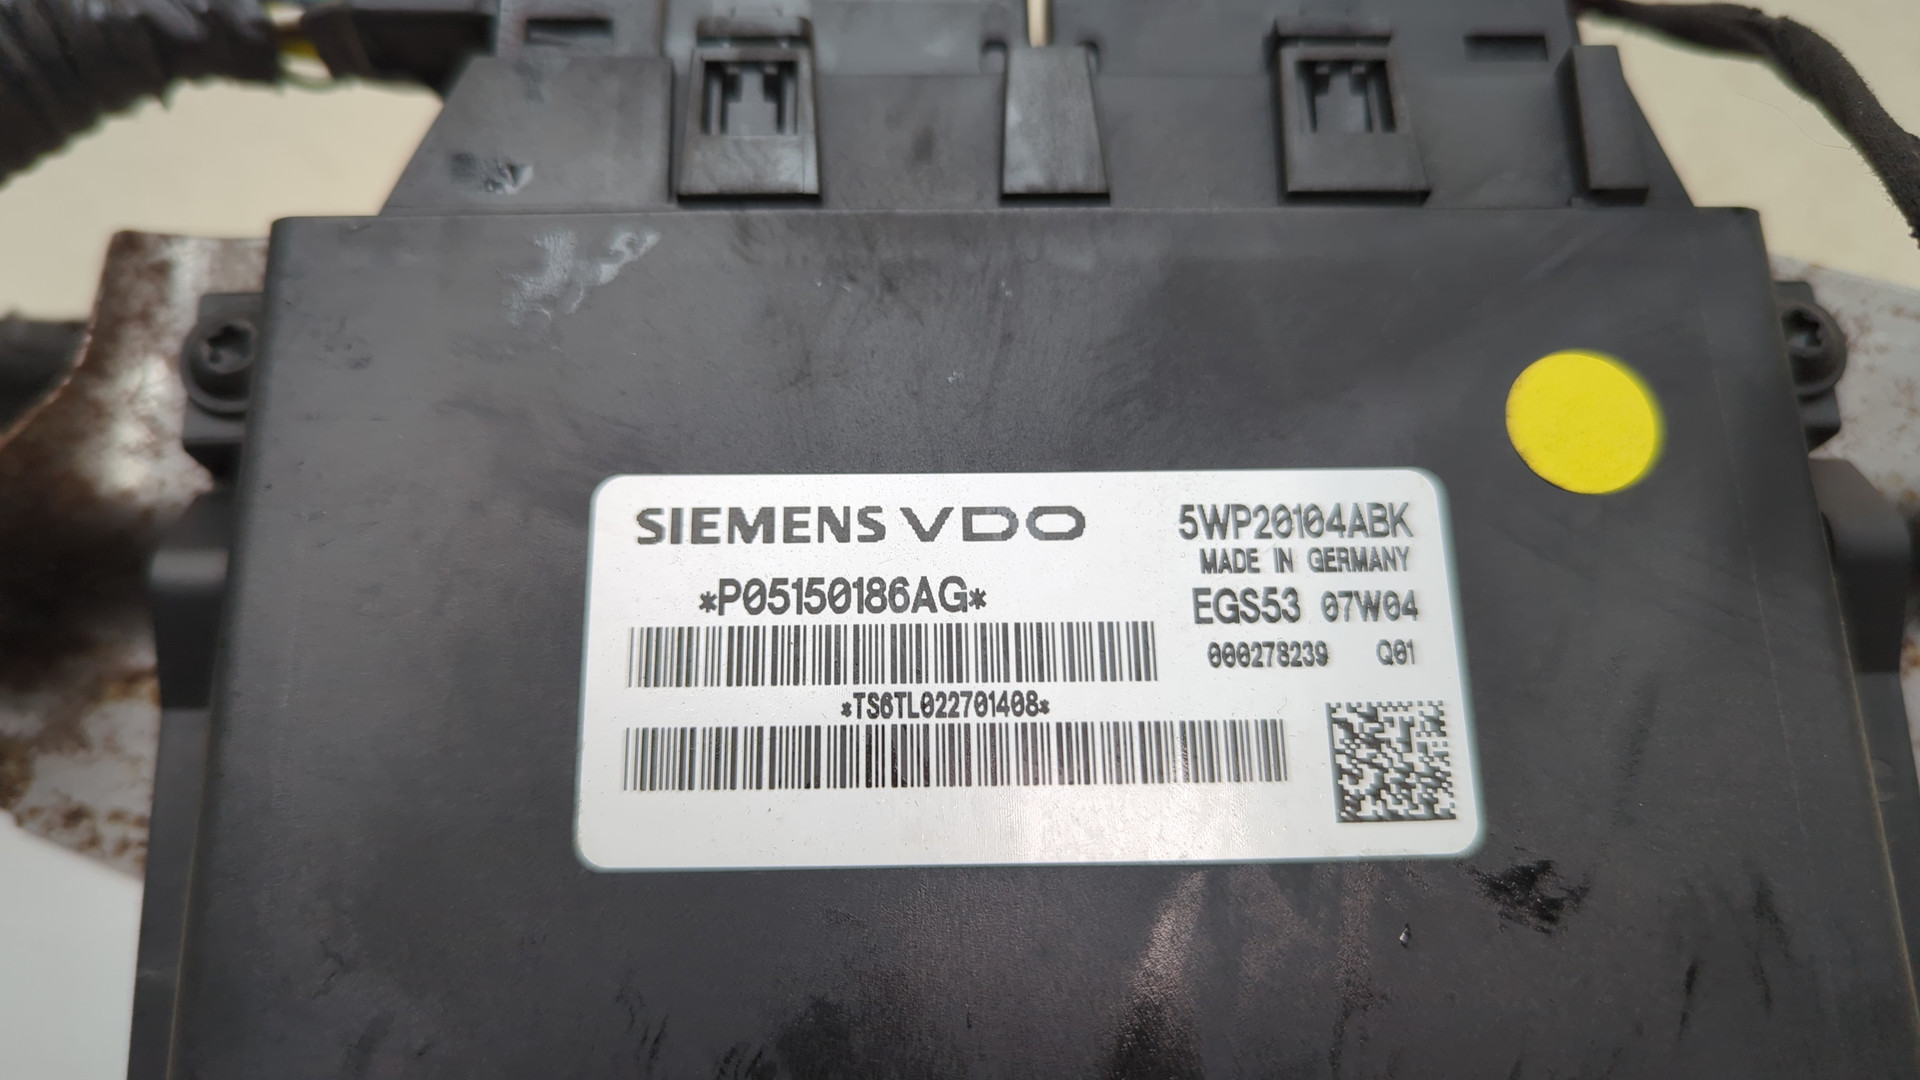 SIEMENS VDO
*P05150186AG*
*TS6TL022701408*
5WP20104ABK
MADE IN GERMANY
EGS53 07W04
000278239 Q01